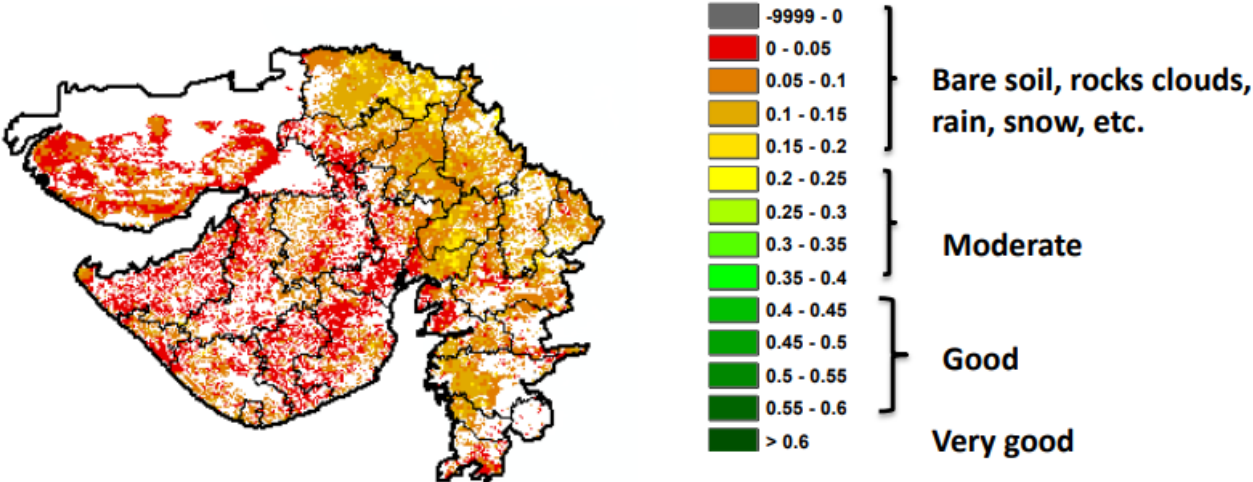 -9999 - 0
0 - 0.05
0.05 - 0.1
0.1 - 0.15
0.15 - 0.2
0.2 - 0.25
0.25 - 0.3
0.3 - 0.35
0.35 - 0.4
0.4 - 0.45
0.45 - 0.5
0.5 - 0.55
0.55 - 0.6
> 0.6
Bare soil, rocks clouds,
rain, snow, etc.
Moderate
Good
Very good